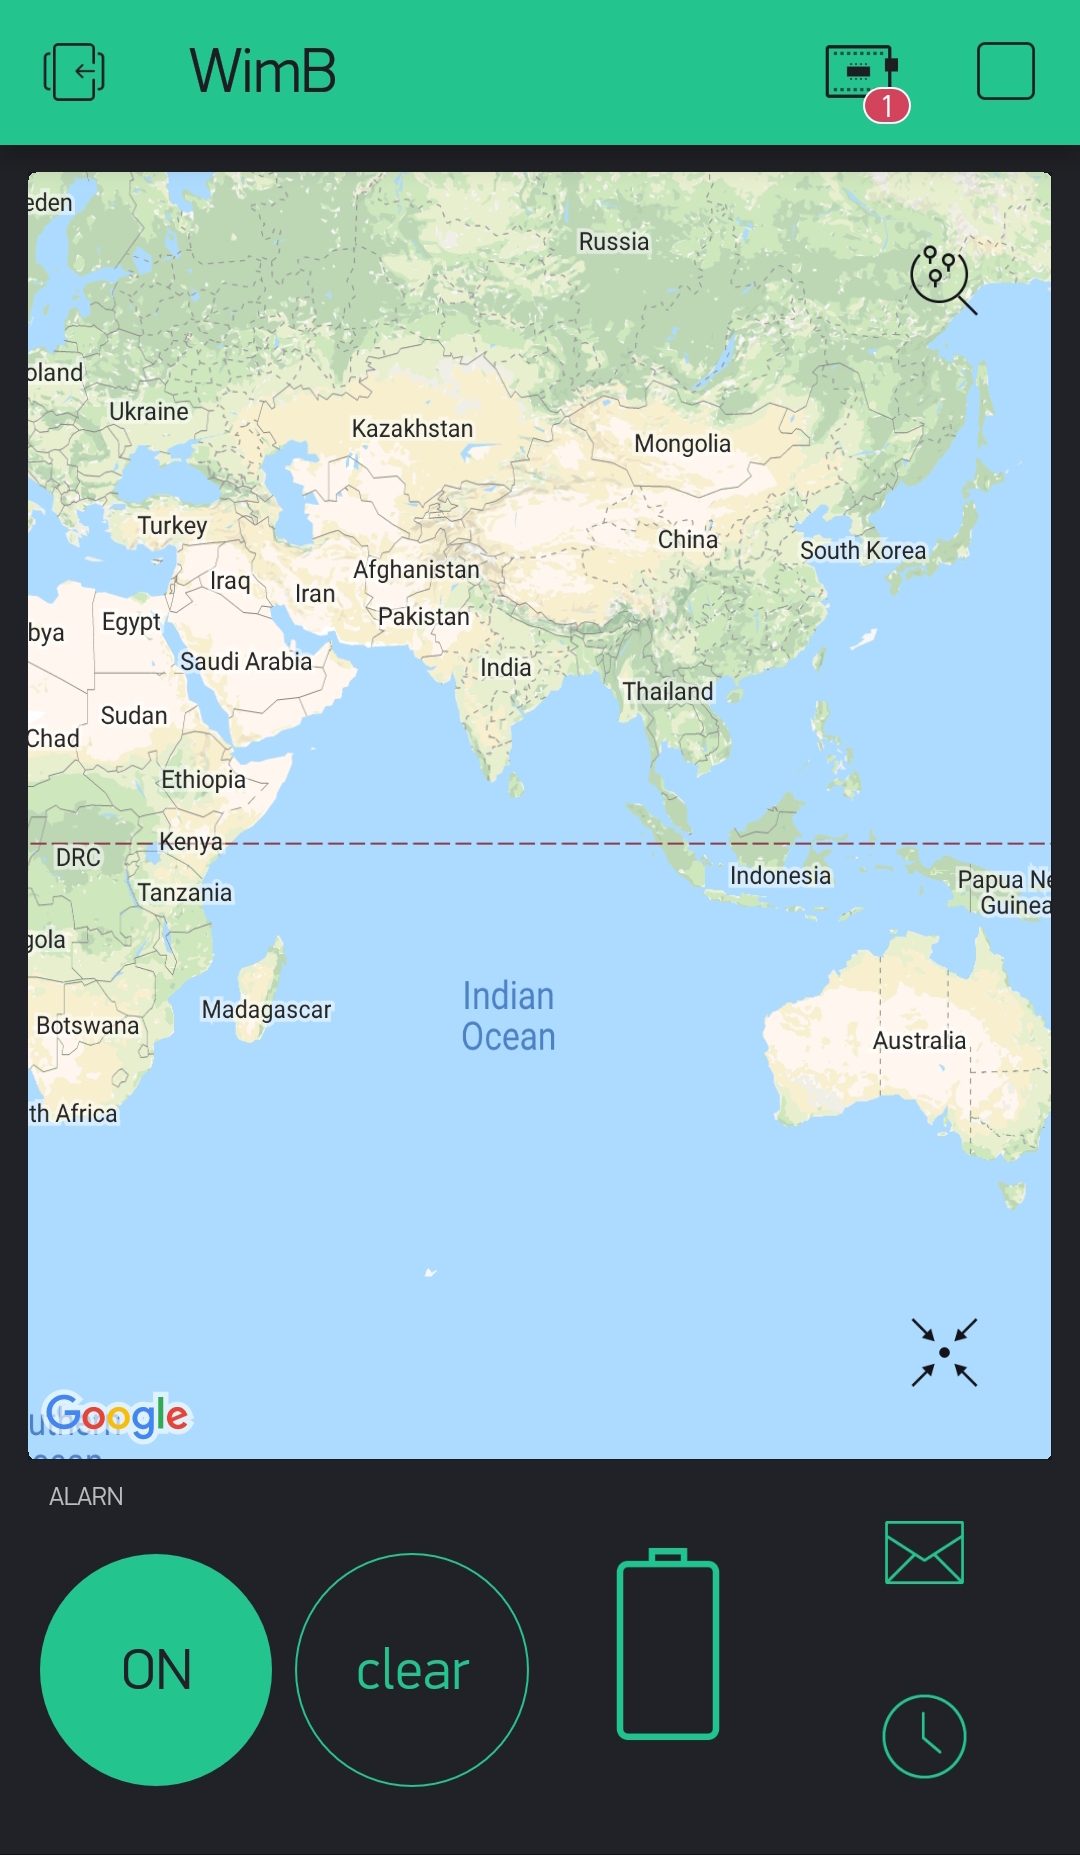 WimB
1
eden
Russia
oland
Ukraine
Kazakhstan
Mongolia
Turkey
China
South Korea
Afghanistan
Iraq
Iran
Pakistan
Egypt
bya
Saudi Arabia
India
Thailand
Sudan
Chad
Ethiopia
Kenya
DRC
Indonesia
Papua Ne
Guinea
Tanzania
gola
Indian
Ocean
Madagascar
Botswana
Australia
th Africa
Google
uthern
ocean
ALARN
ON
clear